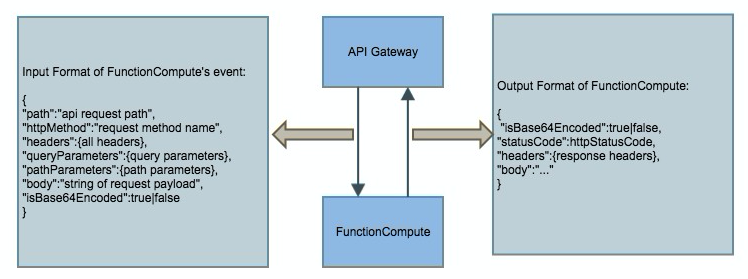 Input Format of FunctionCompute's event:
{
"path":"api request path",
"httpMethod":"request method name",
"headers":{all headers},
"queryParameters":{query parameters},
"pathParameters":{path parameters},
"body":"string of request payload",
"isBase64Encoded":true|false
}
API Gateway
FunctionCompute
Output Format of FunctionCompute:
{
"isBase64Encoded":true|false,
"statusCode":httpStatusCode,
"headers":{response headers},
"body":"..."
}